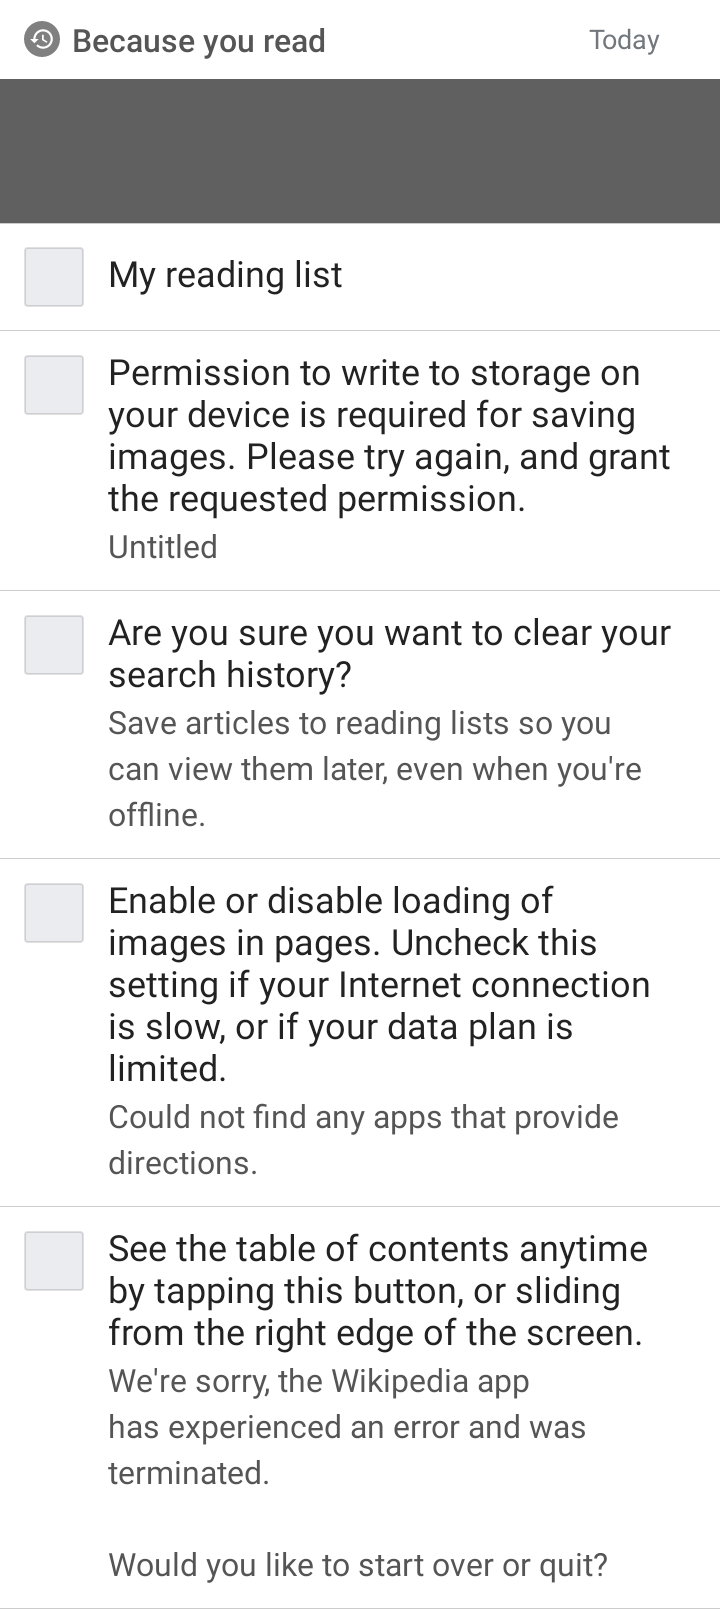 Because you read
Today
My reading list
Permission to write to storage on
your device is required for saving
images. Please try again, and grant
the requested permission.
Untitled
Are you sure you want to clear your
search history?
Save articles to reading lists so you
can view them later, even when you're
offline.
Enable or disable loading of
images in pages. Uncheck this
setting if your Internet connection
is slow, or if your data plan is
limited.
Could not find any apps that provide
directions.
See the table of contents anytime
by tapping this button, or sliding
from the right edge of the screen.
We're sorry, the Wikipedia app
has experienced an error and was
terminated.
Would you like to start over or quit?